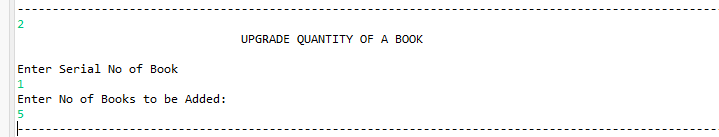 --------------------------------------------------------------------------------------------------------
2
UPGRADE QUANTITY OF A BOOK
Enter Serial No of Book
1
Enter No of Books to be Added:
5
--------------------------------------------------------------------------------------------------------